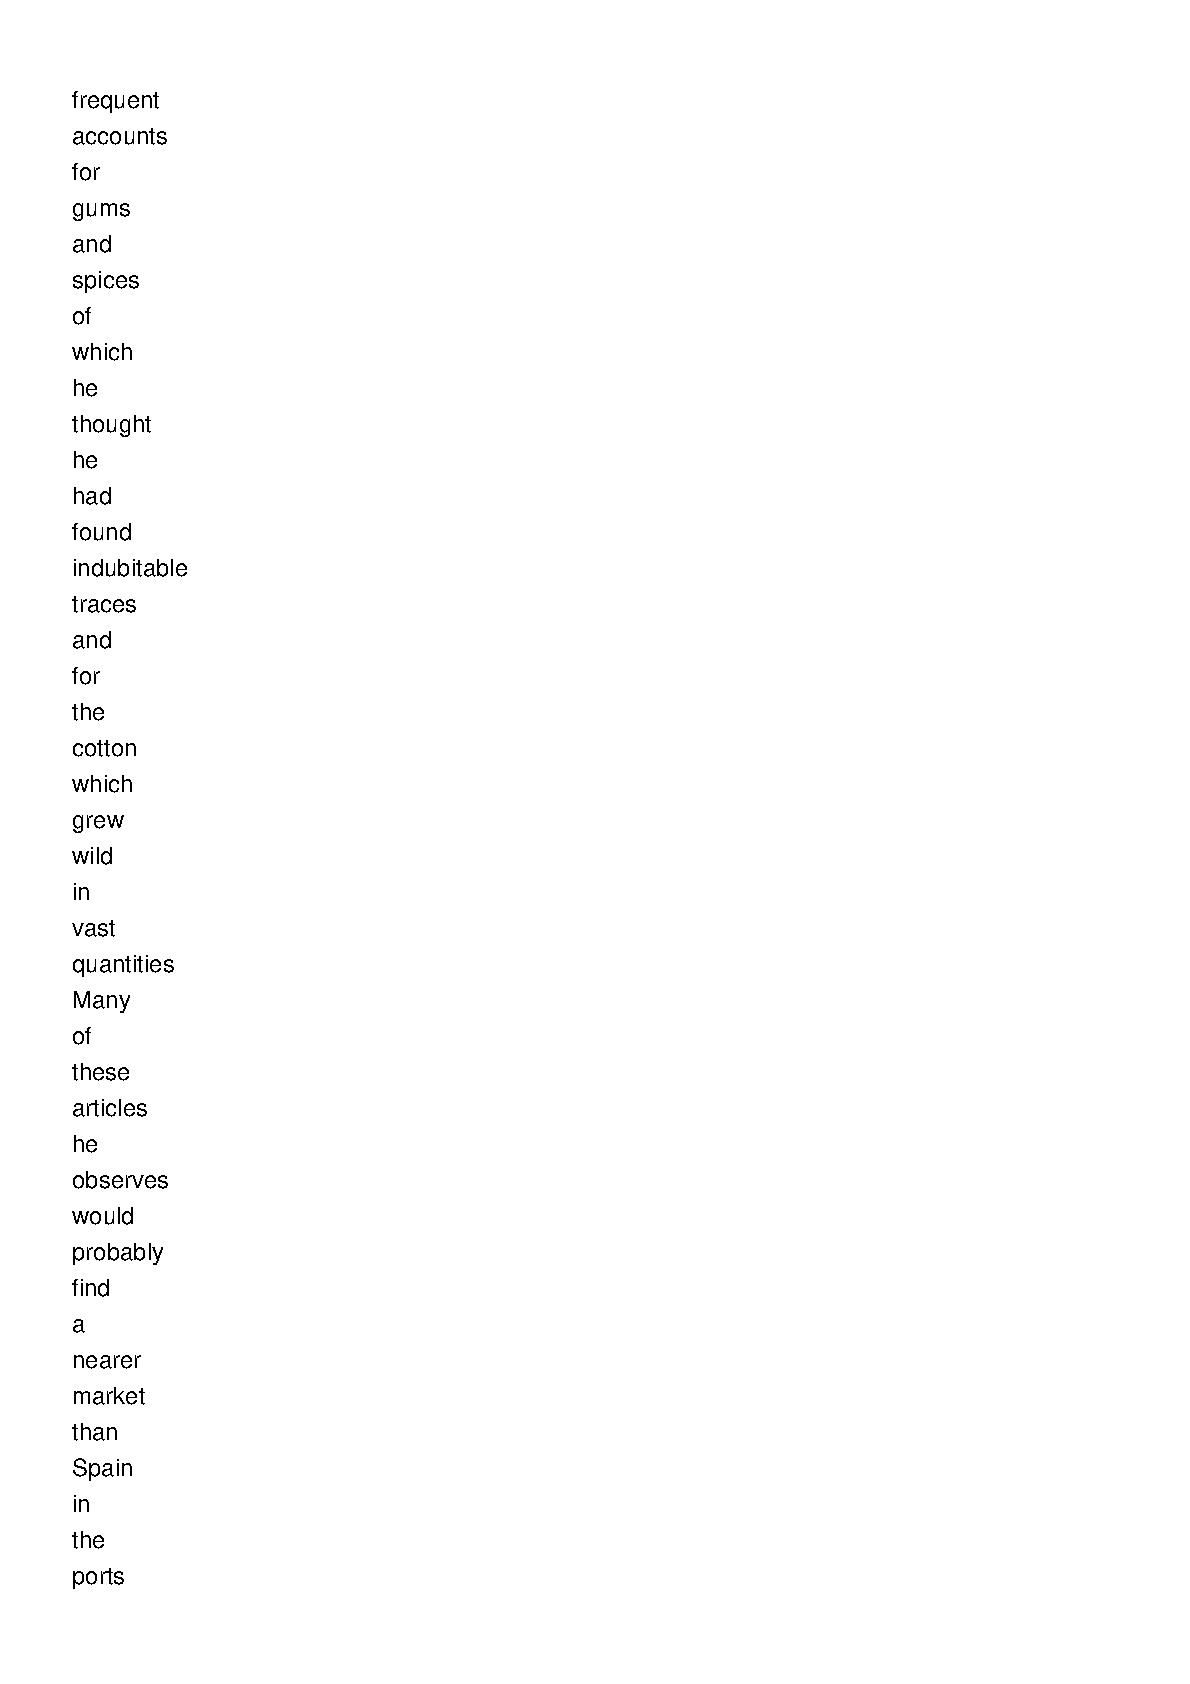 frequent
accounts
for
gums
and
spices
of
which
he
thought
he
had
found
indubitable
traces
and
for
the
cotton
which
grew
wild
in
vast
quantities
Many
of
these
articles
he
observes
would
probably
find
a
nearer
market
than
Spain
in
the
ports